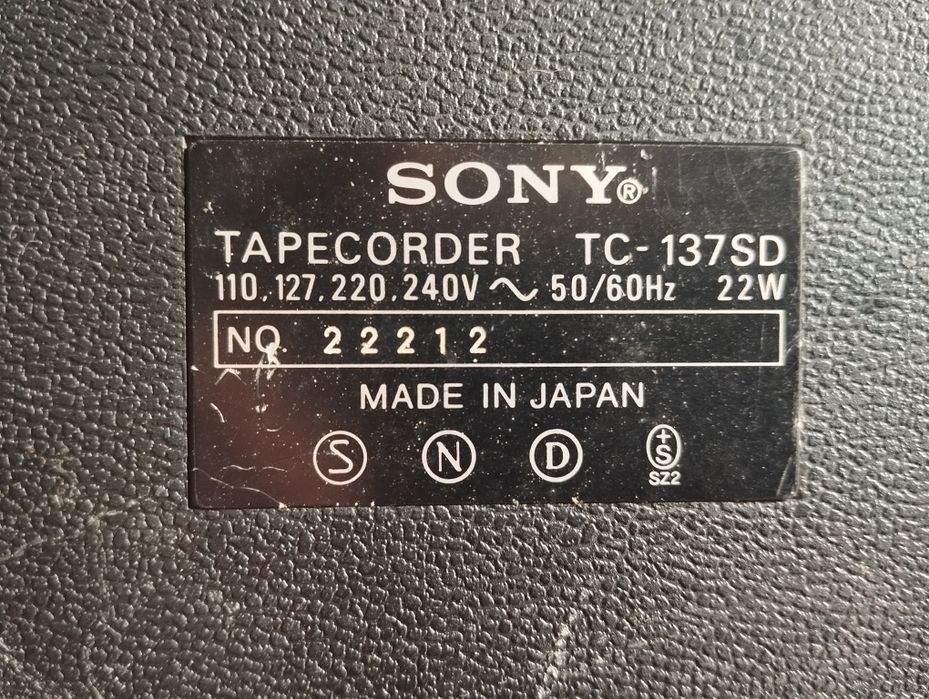 SONY®
TAPECORDER TC-137SD
110, 127, 220, 240V ~ 50/60Hz 22W
NO. 22212
MADE IN JAPAN
S N D +S
SZ2